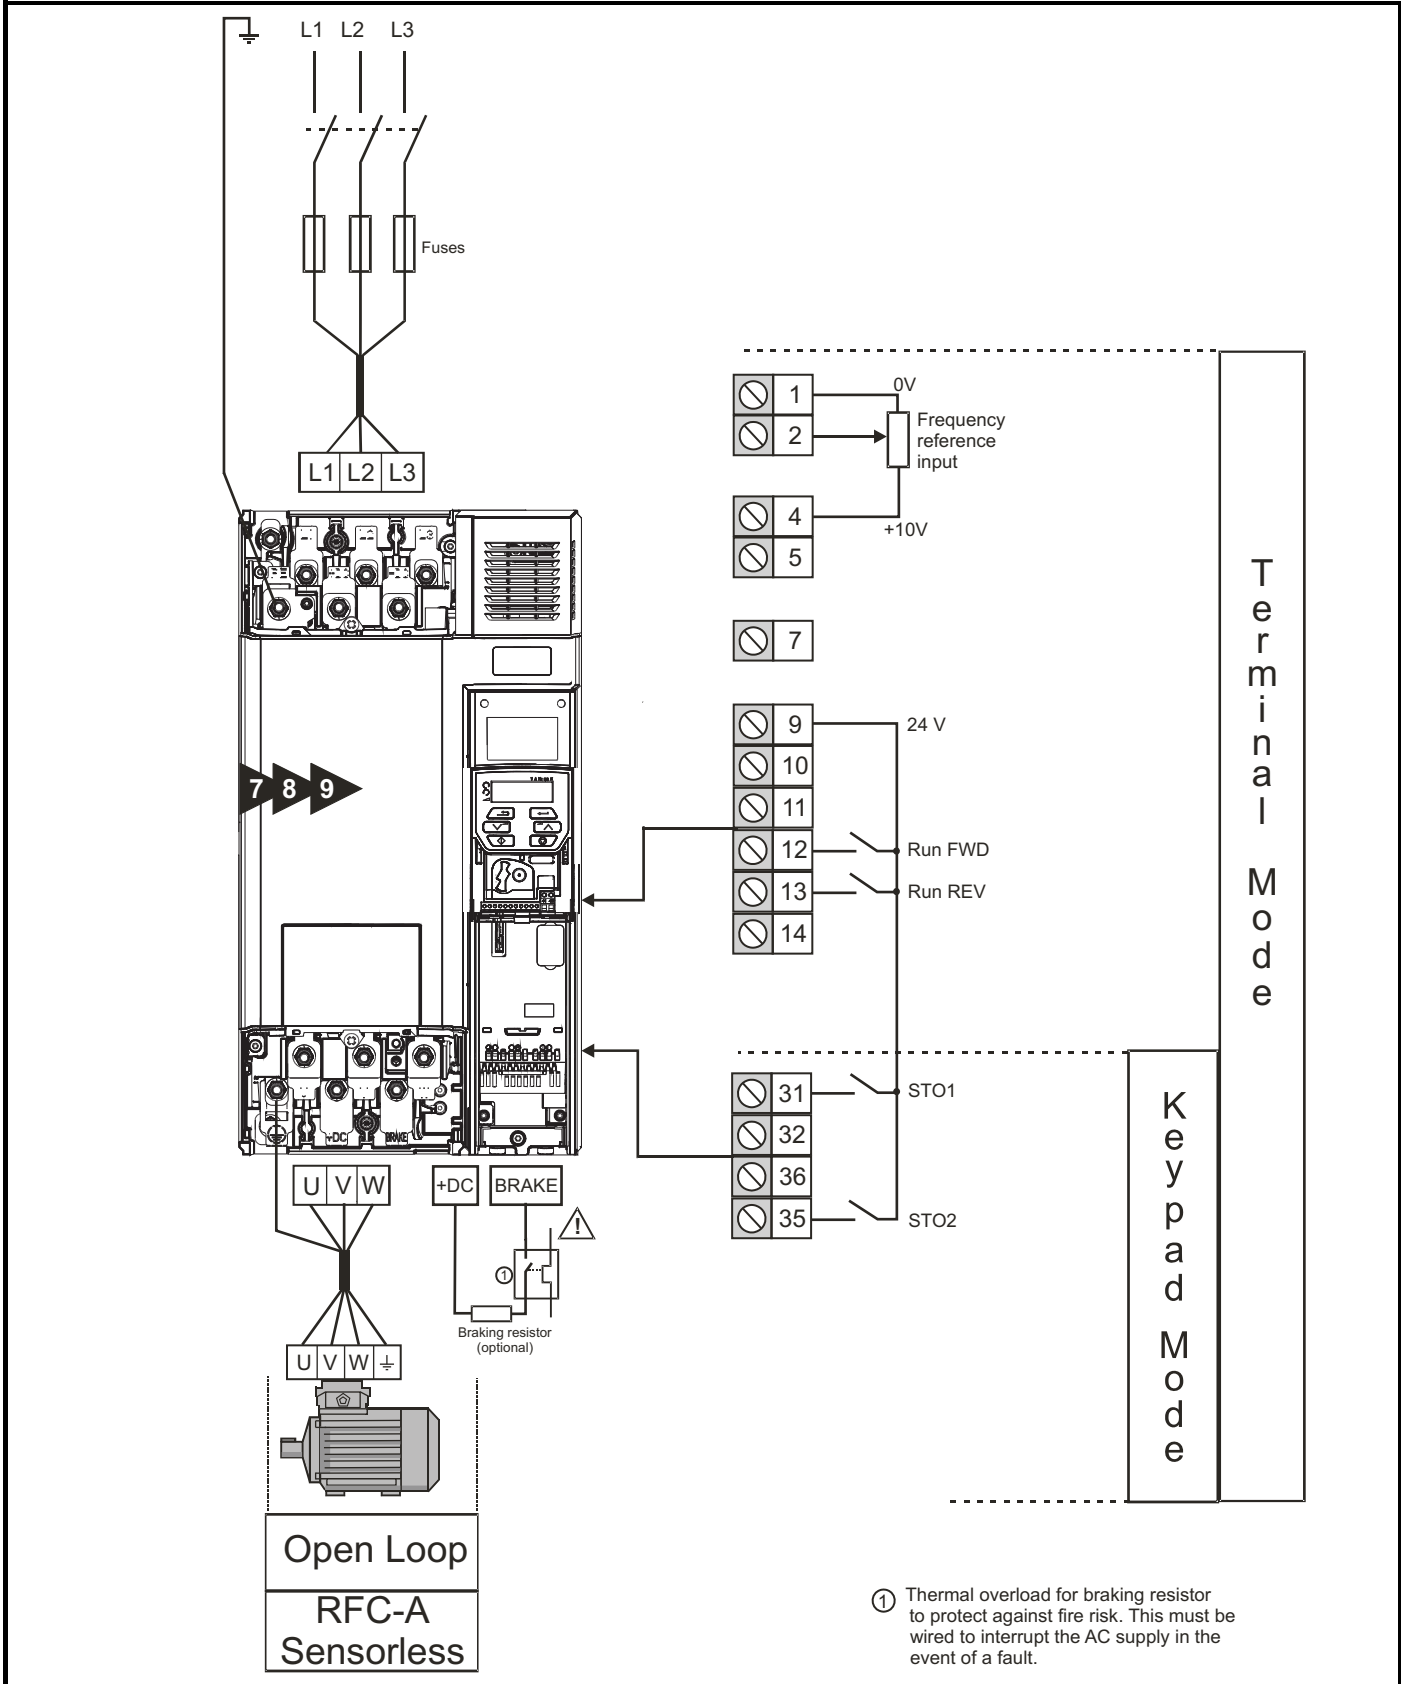 L1 L2 L3
Fuses
L1 L2 L3
1
0V
2
Frequency
reference
input
4
+10V
5
7
9
24 V
10
11
12
Run FWD
13
Run REV
14
7 8 9
+DC BRAKE
31
STO1
32
36
35
STO2
U V W
+DC
BRAKE
!
1
Braking resistor
(optional)
U V W
Open Loop
RFC-A
Sensorless
Terminal Mode
Keypad Mode
1 Thermal overload for braking resistor
to protect against fire risk. This must be
wired to interrupt the AC supply in the
event of a fault.